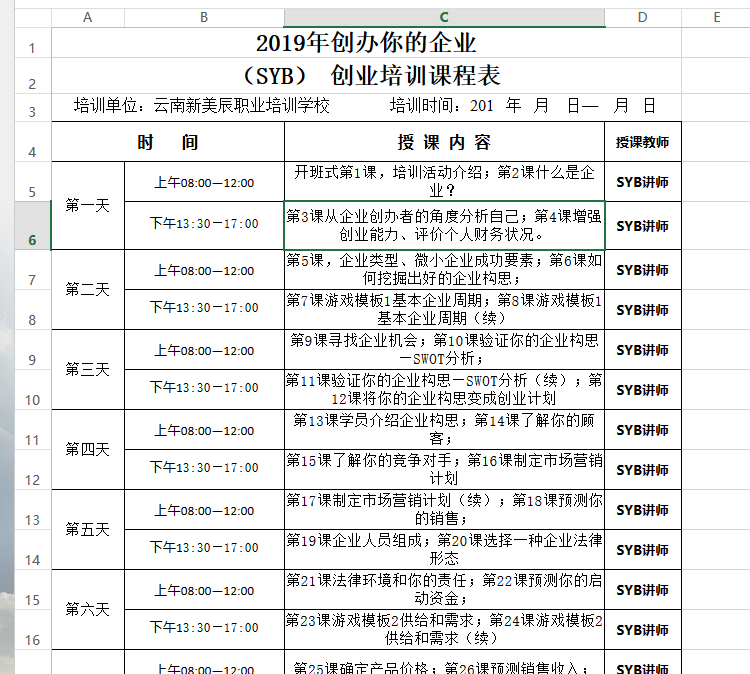 A B C D E
1 2019年创办你的企业
2 （SYB） 创业培训课程表
3 培训单位：云南新美辰职业培训学校 培训时间：201 年 月 日— 月 日
4 时 间 授 课 内 容 授课教师
5 第一天 上午08:00—12:00 开班式第1课，培训活动介绍；第2课什么是企
业？ SYB讲师
6 下午13:30－17:00 第3课从企业创办者的角度分析自己；第4课增强
创业能力、评价个人财务状况。 SYB讲师
7 第二天 上午08:00—12:00 第5课，企业类型、微小企业成功要素；第6课如
何挖掘出好的企业构思； SYB讲师
8 下午13:30－17:00 第7课游戏模板1基本企业周期；第8课游戏模板1
基本企业周期（续） SYB讲师
9 第三天 上午08:00—12:00 第9课寻找企业机会；第10课验证你的企业构思
—SWOT分析； SYB讲师
10 下午13:30－17:00 第11课验证你的企业构思—SWOT分析（续）；第
12课将你的企业构思变成创业计划 SYB讲师
11 第四天 上午08:00—12:00 第13课学员介绍企业构思；第14课了解你的顾
客； SYB讲师
12 下午13:30－17:00 第15课了解你的竞争对手；第16课制定市场营销
计划 SYB讲师
13 第五天 上午08:00—12:00 第17课制定市场营销计划（续）；第18课预测你
的销售； SYB讲师
14 下午13:30－17:00 第19课企业人员组成；第20课选择一种企业法律
形态 SYB讲师
15 第六天 上午08:00—12:00 第21课法律环境和你的责任；第22课预测你的启
动资金； SYB讲师
16 下午13:30－17:00 第23课游戏模板2供给和需求；第24课游戏模板2
供给和需求（续） SYB讲师
上午08:00—12:00 第25课确定产品价格；第26课预测销售收入； SYB讲师